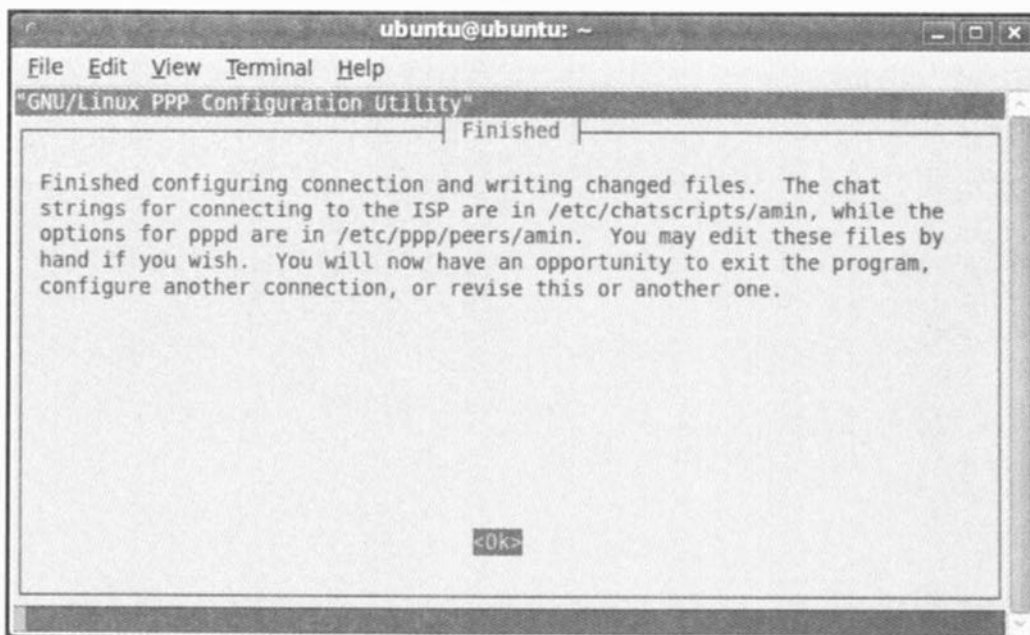 ubuntu@ubuntu: ~
File Edit View Terminal Help
"GNU/Linux PPP Configuration Utility"
Finished
Finished configuring connection and writing changed files. The chat
strings for connecting to the ISP are in /etc/chatscripts/amin, while the
options for pppd are in /etc/ppp/peers/amin. You may edit these files by
hand if you wish. You will now have an opportunity to exit the program,
configure another connection, or revise this or another one.
<Ok>